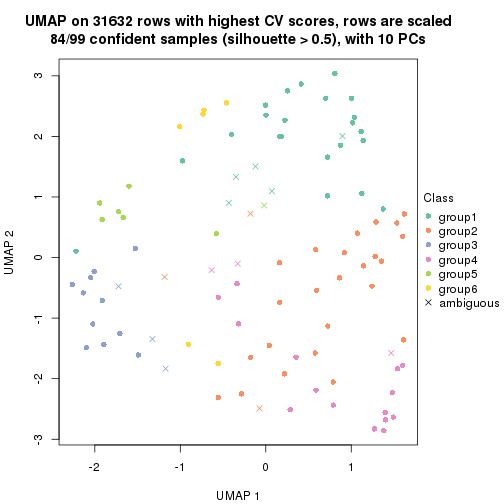 UMAP on 31632 rows with highest CV scores, rows are scaled
84/99 confident samples (silhouette > 0.5), with 10 PCs
3
2
1
0
-1
-2
-3
UMAP 2
-2
-1
0
1
UMAP 1
Class
group1
group2
group3
group4
group5
group6
ambiguous